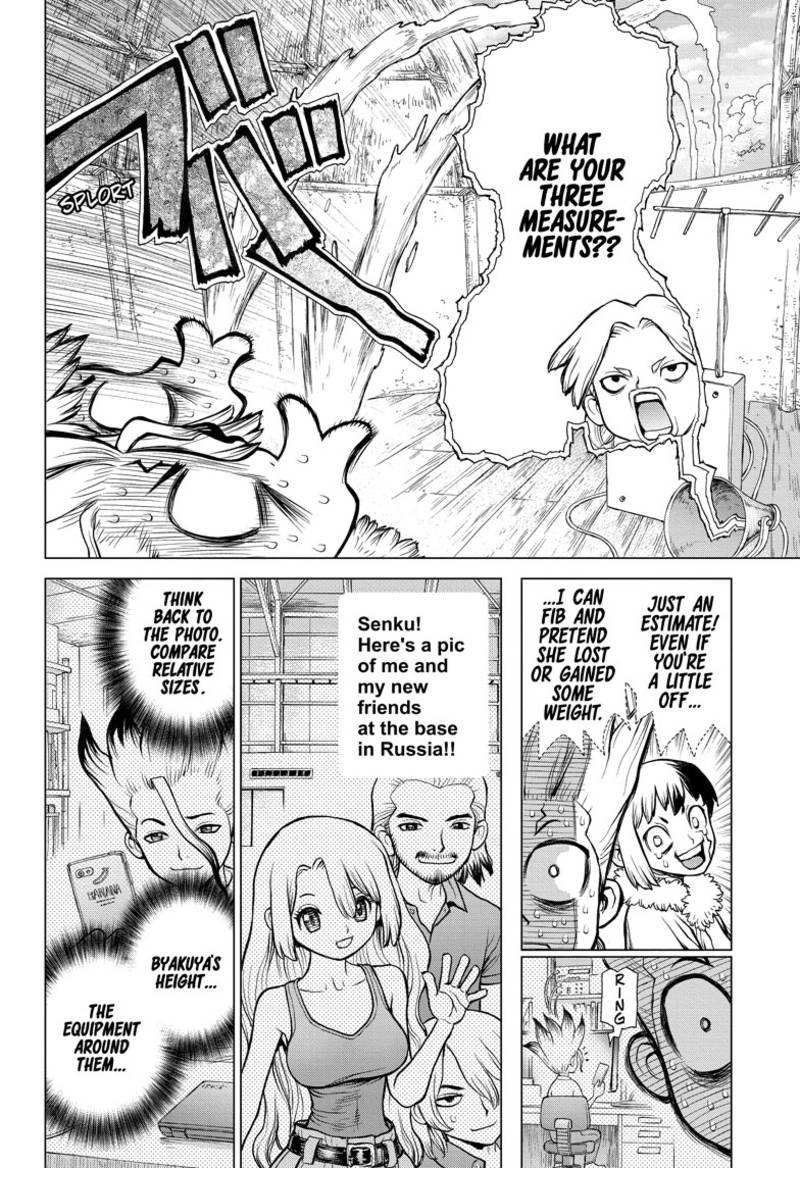 WHAT
ARE YOUR
THREE
MEASURE-
MENTS??
ブババ
SPLORT
JUST AN
ESTIMATE!
EVEN IF
YOU'RE
A LITTLE
OFF...
...I CAN
FIB AND
PRETEND
SHE LOST
OR GAINED
SOME
WEIGHT.
RING
Senku!
Here's a pic
of me and
my new
friends
at the base
in Russia!!
THINK
BACK TO
THE PHOTO.
COMPARE
RELATIVE
SIZES.
BANANA
BYAKUYA'S
HEIGHT...
THE
EQUIPMENT
AROUND
THEM...